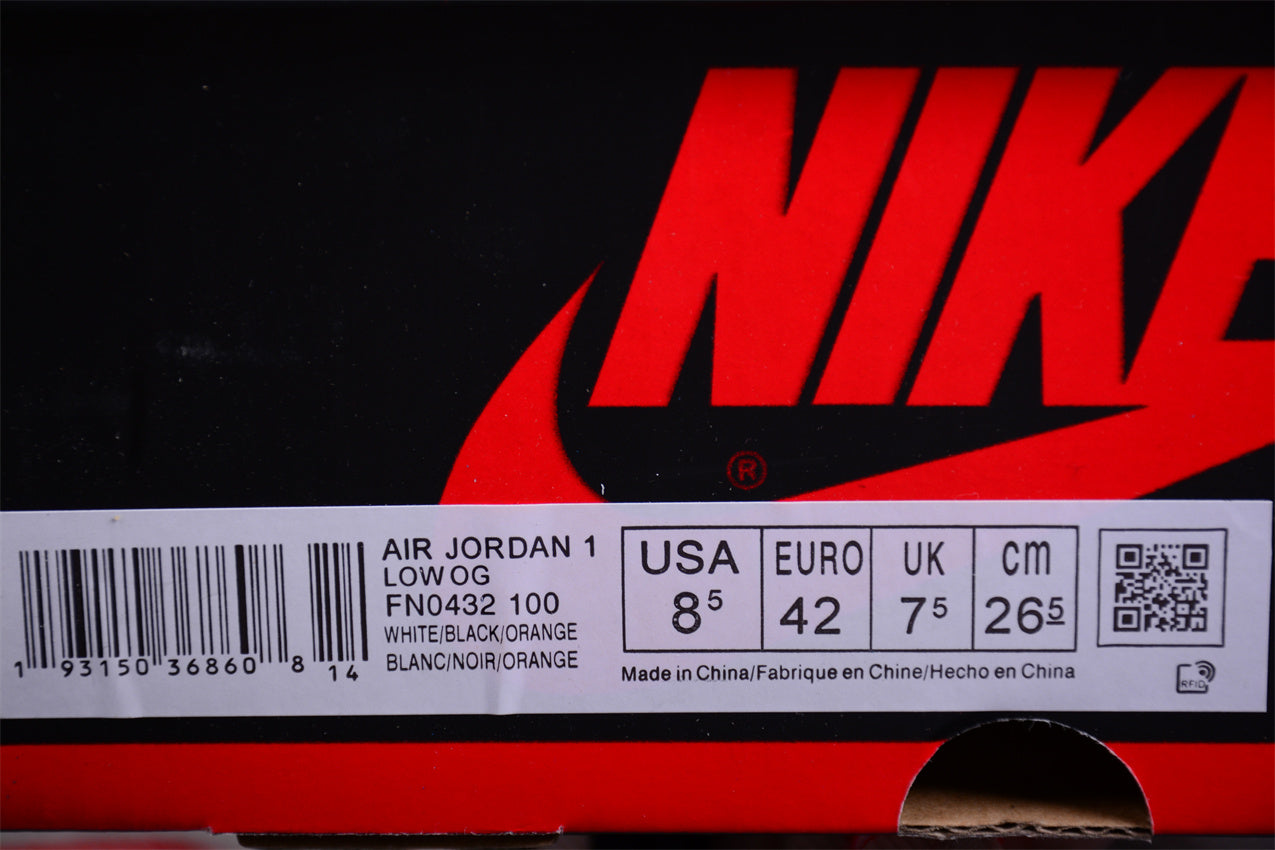 NIKE
®
AIR JORDAN 1
LOW OG
FN0432 100
WHITE/BLACK/ORANGE
BLANC/NOIR/ORANGE
1 93150 36860 8 14
USA EURO UK cm
8⁵ 42 7⁵ 26⁵
Made in China/Fabrique en Chine/Hecho en China
RFID